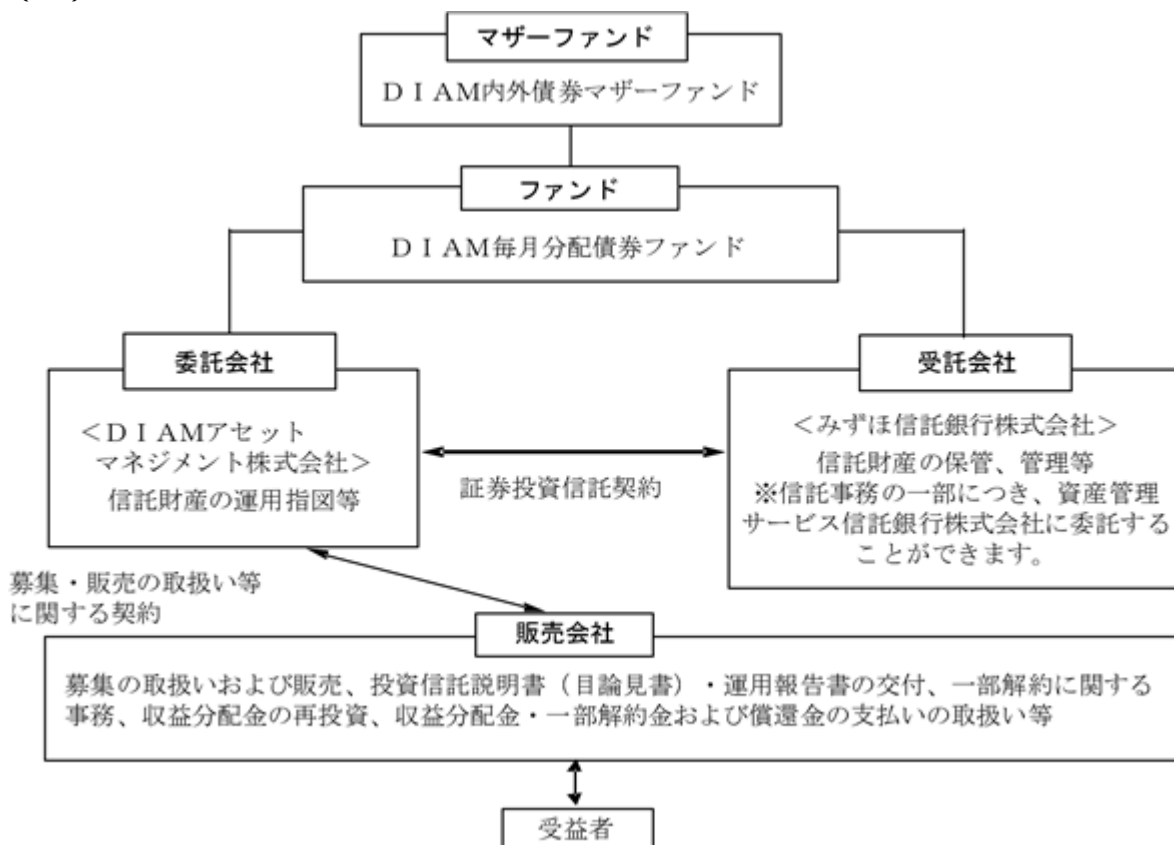 マザーファンド
ＤＩＡＭ内外債券マザーファンド
ファンド
ＤＩＡＭ毎月分配債券ファンド
委託会社
＜ＤＩＡＭアセット
マネジメント株式会社＞
信託財産の運用指図等
証券投資信託契約
受託会社
＜みずほ信託銀行株式会社＞
信託財産の保管、管理等
※信託事務の一部につき、資産管理
サービス信託銀行株式会社に委託する
ことができます。
募集・販売の取扱い等
に関する契約
販売会社
募集の取扱いおよび販売、投資信託説明書（目論見書）・運用報告書の交付、一部解約に関する
事務、収益分配金の再投資、収益分配金・一部解約金および償還金の支払いの取扱い等
受益者